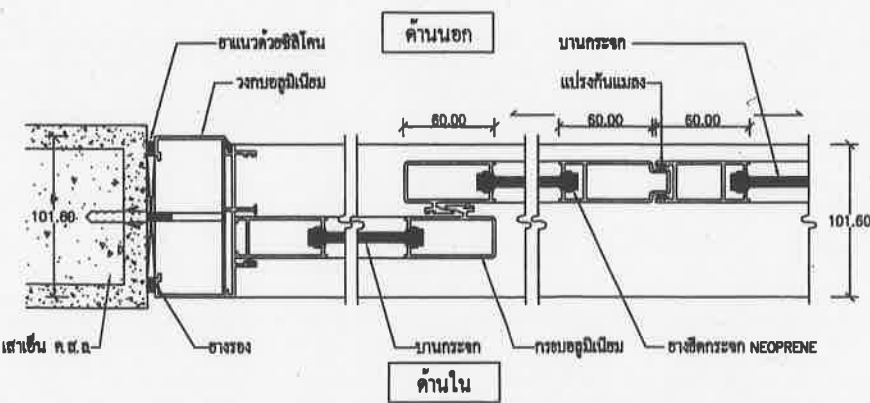 ด้านนอก
ยาแนวด้วยซิลิโคน
บานกระจก
วงกบอลูมิเนียม
แปรงกันแมลง
60.00
60.00
60.00
101.60
101.60
เสาเอ็น ค.ส.ล.
ยางรอง
บานกระจก
กรอบอลูมิเนียม
ยางยึดกระจก NEOPRENE
ด้านใน